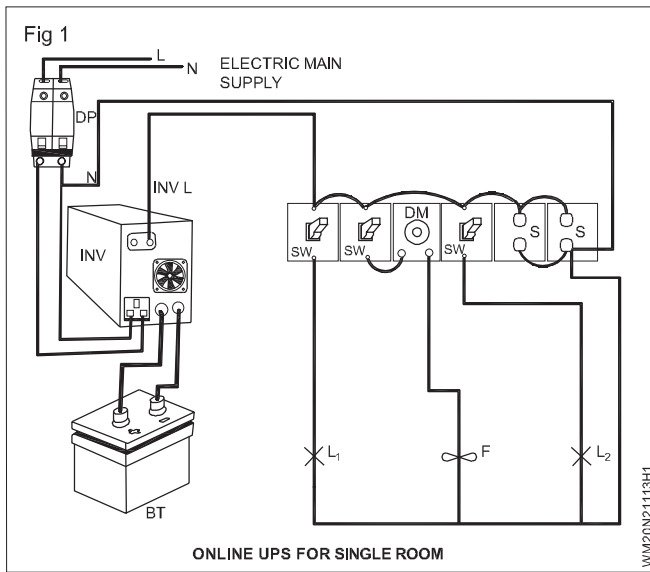 Fig 1
L
N
ELECTRIC MAIN
SUPPLY
DP
N
INV L
INV
SW
SW
DM
SW
S
S
L1
F
L2
BT
ONLINE UPS FOR SINGLE ROOM
WM20N21113H1